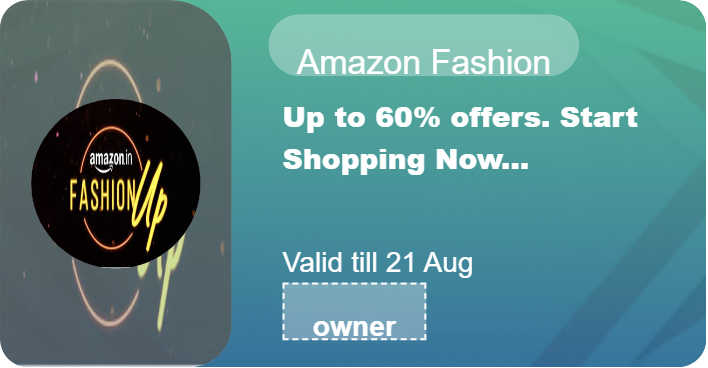 amazon.in
FASHION Up
Amazon Fashion
Up to 60% offers. Start
Shopping Now...
Valid till 21 Aug
owner